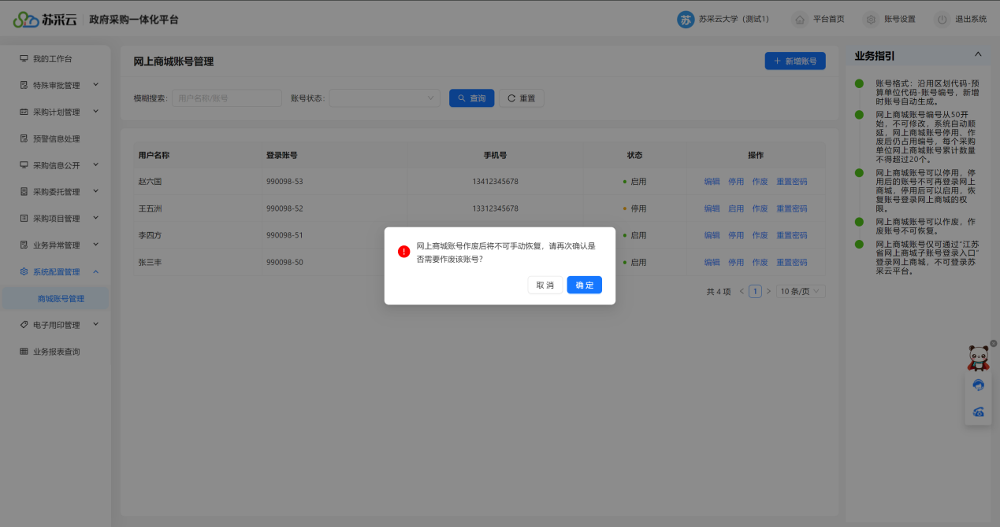 苏采云 政府采购一体化平台
苏 苏采云大学（测试1） 平台首页 账号设置 退出系统
我的工作台
特殊审批管理
采购计划管理
预警信息处理
采购信息公开
采购委托管理
采购项目管理
业务异常管理
系统配置管理
商城账号管理
电子用印管理
业务报表查询
网上商城账号管理
＋ 新增账号
模糊搜索: 用户名称/账号 账号状态: 查询 重置
用户名称 登录账号 手机号 状态 操作
赵六国 990098-53 13412345678 启用 编辑 停用 作废 重置密码
王五洲 990098-52 13312345678 停用 编辑 启用 作废 重置密码
李四方 990098-51 启用 编辑 停用 作废 重置密码
张三丰 990098-50 启用 编辑 停用 作废 重置密码
共 4 项 < 1 > 10 条/页
网上商城账号作废后将不可手动恢复，请再次确认是
否需要作废该账号？
取 消 确 定
业务指引
账号格式：沿用区划代码-预
算单位代码-账号编号，新增
时账号自动生成。
网上商城账号编号从50开
始，不可修改，系统自动顺
延，网上商城账号停用、作
废后仍占用编号，每个采购
单位网上商城账号累计数量
不得超过20个。
网上商城账号可以停用，停
用后的账号不可再登录网上
商城，停用后可以启用，恢
复账号登录网上商城的权
限。
网上商城账号可以作废，作
废账号不可恢复。
网上商城账号仅可通过“江苏
省网上商城子账号登录入口”
登录网上商城，不可登录苏
采云平台。